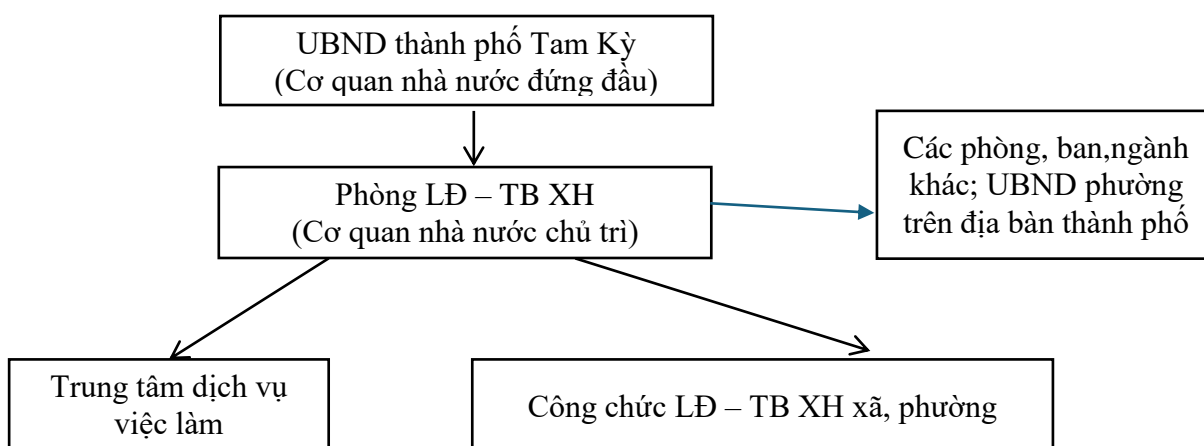 UBND thành phố Tam Kỳ
(Cơ quan nhà nước đứng đầu)
Phòng LĐ – TB XH
(Cơ quan nhà nước chủ trì)
Các phòng, ban,ngành
khác; UBND phường
trên địa bàn thành phố
Trung tâm dịch vụ
việc làm
Công chức LĐ – TB XH xã, phường